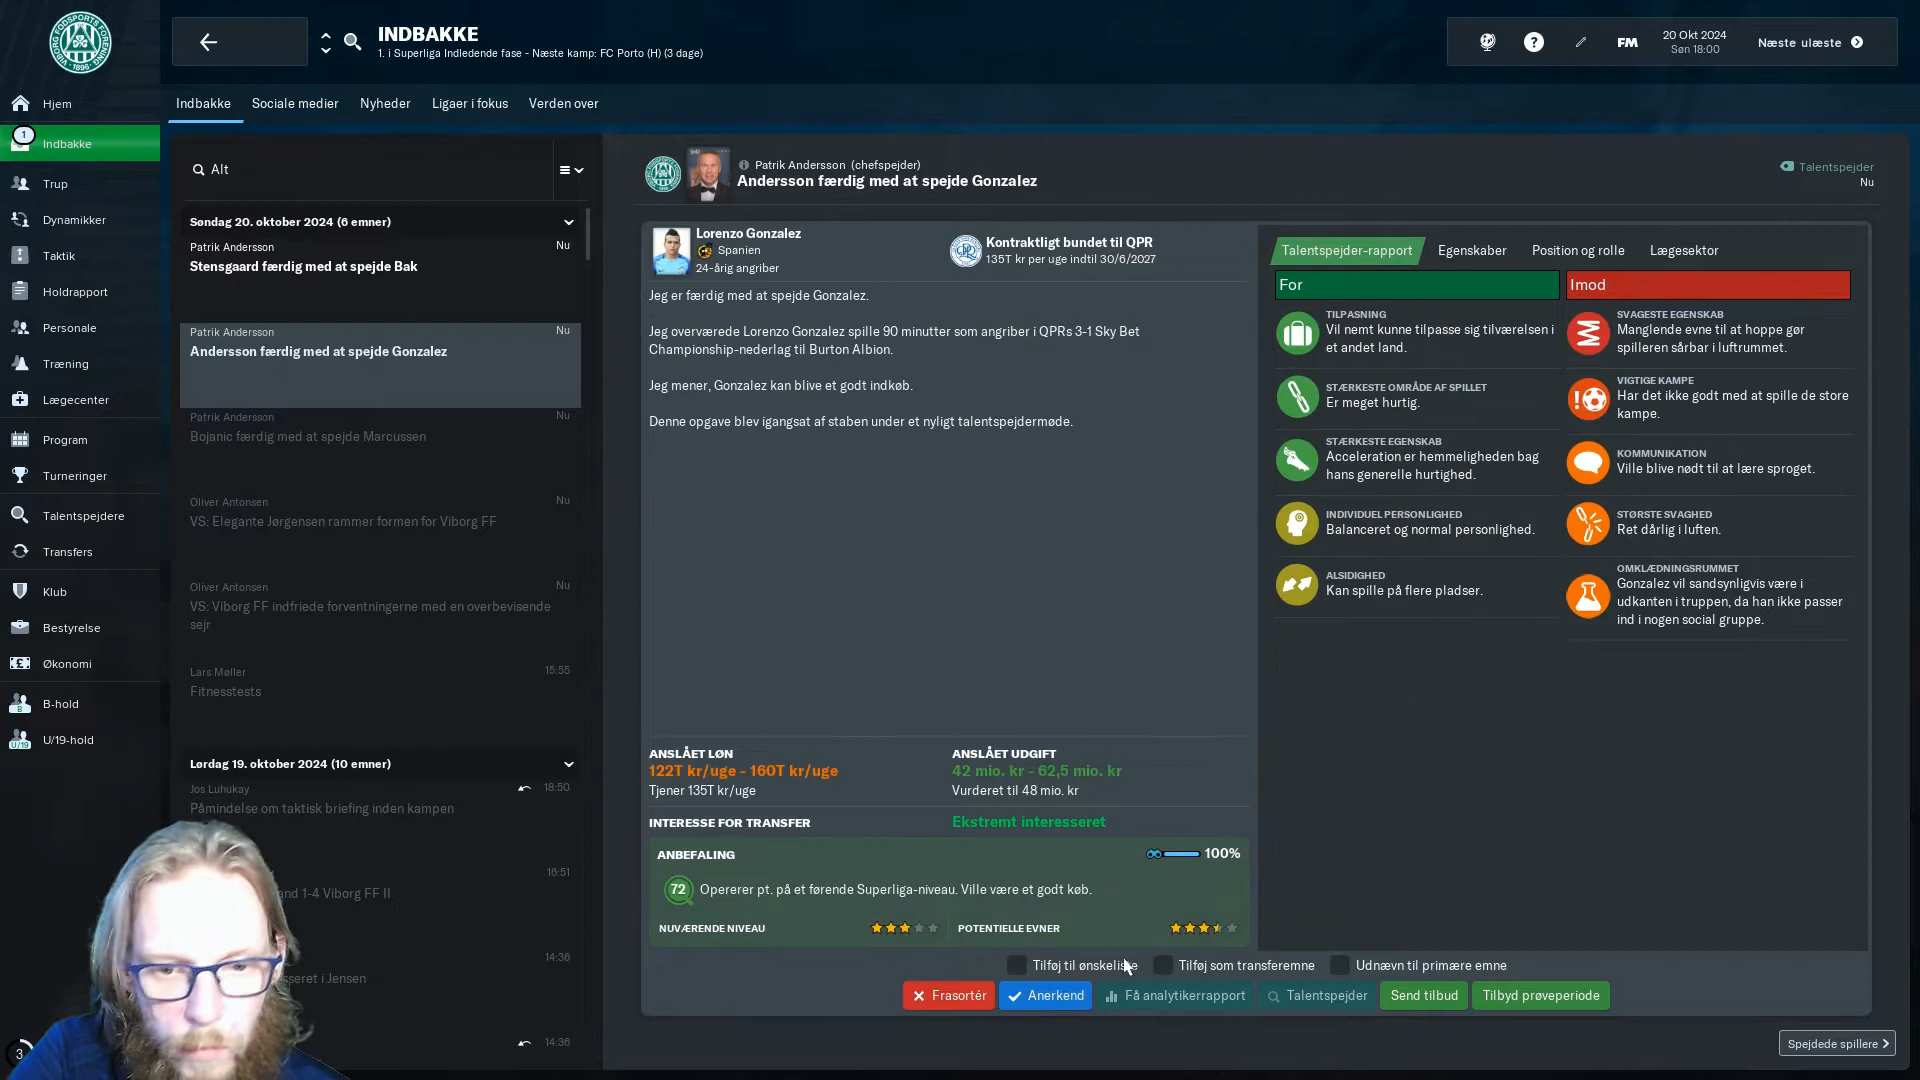 INDBAKKE
1. i Superliga Indledende fase - Næste kamp: FC Porto (H) (3 dage)
FM
20 Okt 2024
Søn 18:00
Næste ulæste
Indbakke
Sociale medier
Nyheder
Ligaer i fokus
Verden over
Hjem
1
Indbakke
Trup
Dynamikker
Taktik
Holdrapport
Personale
Træning
Lægecenter
Program
Turneringer
Talentspejdere
Transfers
Klub
Bestyrelse
Økonomi
B-hold
U/19-hold
3
Alt
Søndag 20. oktober 2024 (6 emner)
Patrik Andersson Nu
Stensgaard færdig med at spejde Bak
Patrik Andersson Nu
Andersson færdig med at spejde Gonzalez
Patrik Andersson Nu
Bojanic færdig med at spejde Marcussen
Oliver Antonsen Nu
VS: Elegante Jørgensen rammer formen for Viborg FF
Oliver Antonsen Nu
VS: Viborg FF indfriede forventningerne med en overbevisende
sejr
Lars Møller 15:55
Fitnesstests
Lørdag 19. oktober 2024 (10 emner)
Jos Luhukay 18:50
Påmindelse om taktisk briefing inden kampen
16:51
and 1-4 Viborg FF II
14:36
sseret i Jensen
14:36
Patrik Andersson (chefspejder)
Andersson færdig med at spejde Gonzalez
Talentspejder
Nu
Lorenzo Gonzalez
Spanien
24-årig angriber
Kontraktligt bundet til QPR
135T kr per uge indtil 30/6/2027
Jeg er færdig med at spejde Gonzalez.
Jeg overværede Lorenzo Gonzalez spille 90 minutter som angriber i QPRs 3-1 Sky Bet
Championship-nederlag til Burton Albion.
Jeg mener, Gonzalez kan blive et godt indkøb.
Denne opgave blev igangsat af staben under et nyligt talentspejdermøde.
ANSLÅET LØN
122T kr/uge - 160T kr/uge
Tjener 135T kr/uge
ANSLÅET UDGIFT
42 mio. kr - 62,5 mio. kr
Vurderet til 48 mio. kr
INTERESSE FOR TRANSFER
Ekstremt interesseret
ANBEFALING
100%
72
Opererer pt. på et førende Superliga-niveau. Ville være et godt køb.
NUVÆRENDE NIVEAU
POTENTIELLE EVNER
Talentspejder-rapport
Egenskaber
Position og rolle
Lægesektor
For
TILPASNING
Vil nemt kunne tilpasse sig tilværelsen i
et andet land.
STÆRKESTE OMRÅDE AF SPILLET
Er meget hurtig.
STÆRKESTE EGENSKAB
Acceleration er hemmeligheden bag
hans generelle hurtighed.
INDIVIDUEL PERSONLIGHED
Balanceret og normal personlighed.
ALSIDIGHED
Kan spille på flere pladser.
Imod
SVAGESTE EGENSKAB
Manglende evne til at hoppe gør
spilleren sårbar i luftrummet.
VIGTIGE KAMPE
Har det ikke godt med at spille de store
kampe.
KOMMUNIKATION
Ville blive nødt til at lære sproget.
STØRSTE SVAGHED
Ret dårlig i luften.
OMKLÆDNINGSRUMMET
Gonzalez vil sandsynligvis være i
udkanten i truppen, da han ikke passer
ind i nogen social gruppe.
Tilføj til ønskeliste
Tilføj som transferemne
Udnævn til primære emne
Frasortér
Anerkend
Få analytikerrapport
Talentspejder
Send tilbud
Tilbyd prøveperiode
Spejdede spillere